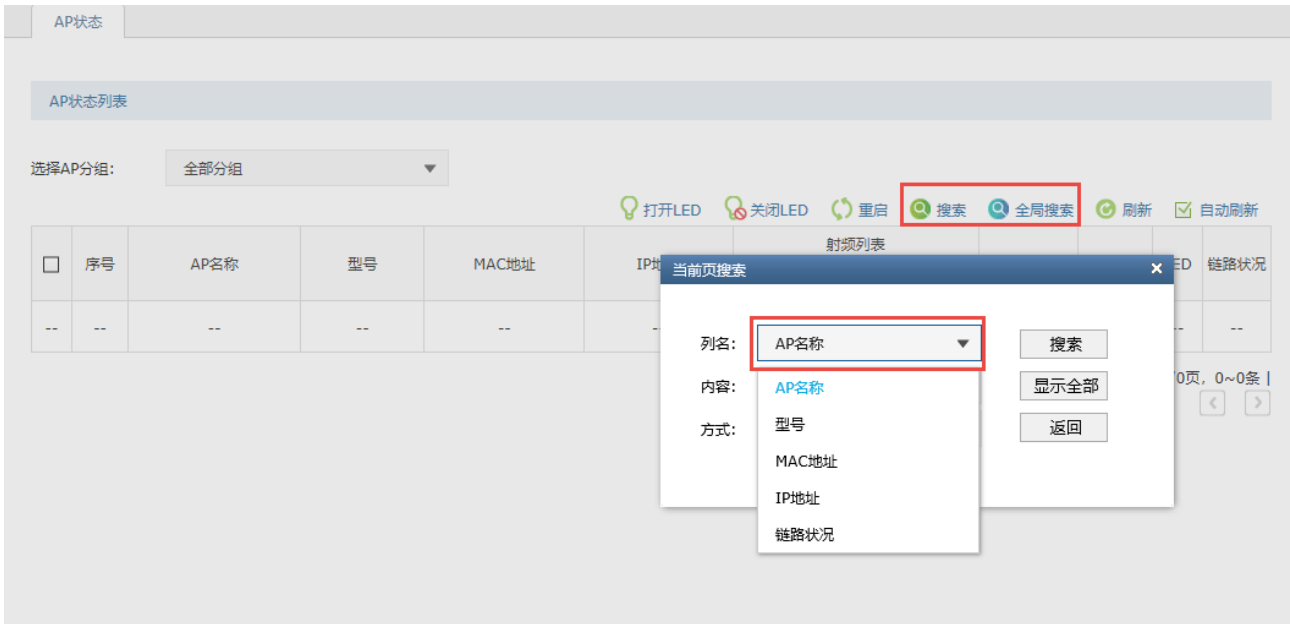 AP状态
AP状态列表
选择AP分组: 全部分组
打开LED 关闭LED 重启 搜索 全局搜索 刷新 自动刷新
序号 AP名称 型号 MAC地址 射频列表 链路状况
-- -- -- -- -- --
当前页搜索
列名: AP名称 搜索
内容: 显示全部
方式: 返回
AP名称
型号
MAC地址
IP地址
链路状况
0页, 0~0条 |